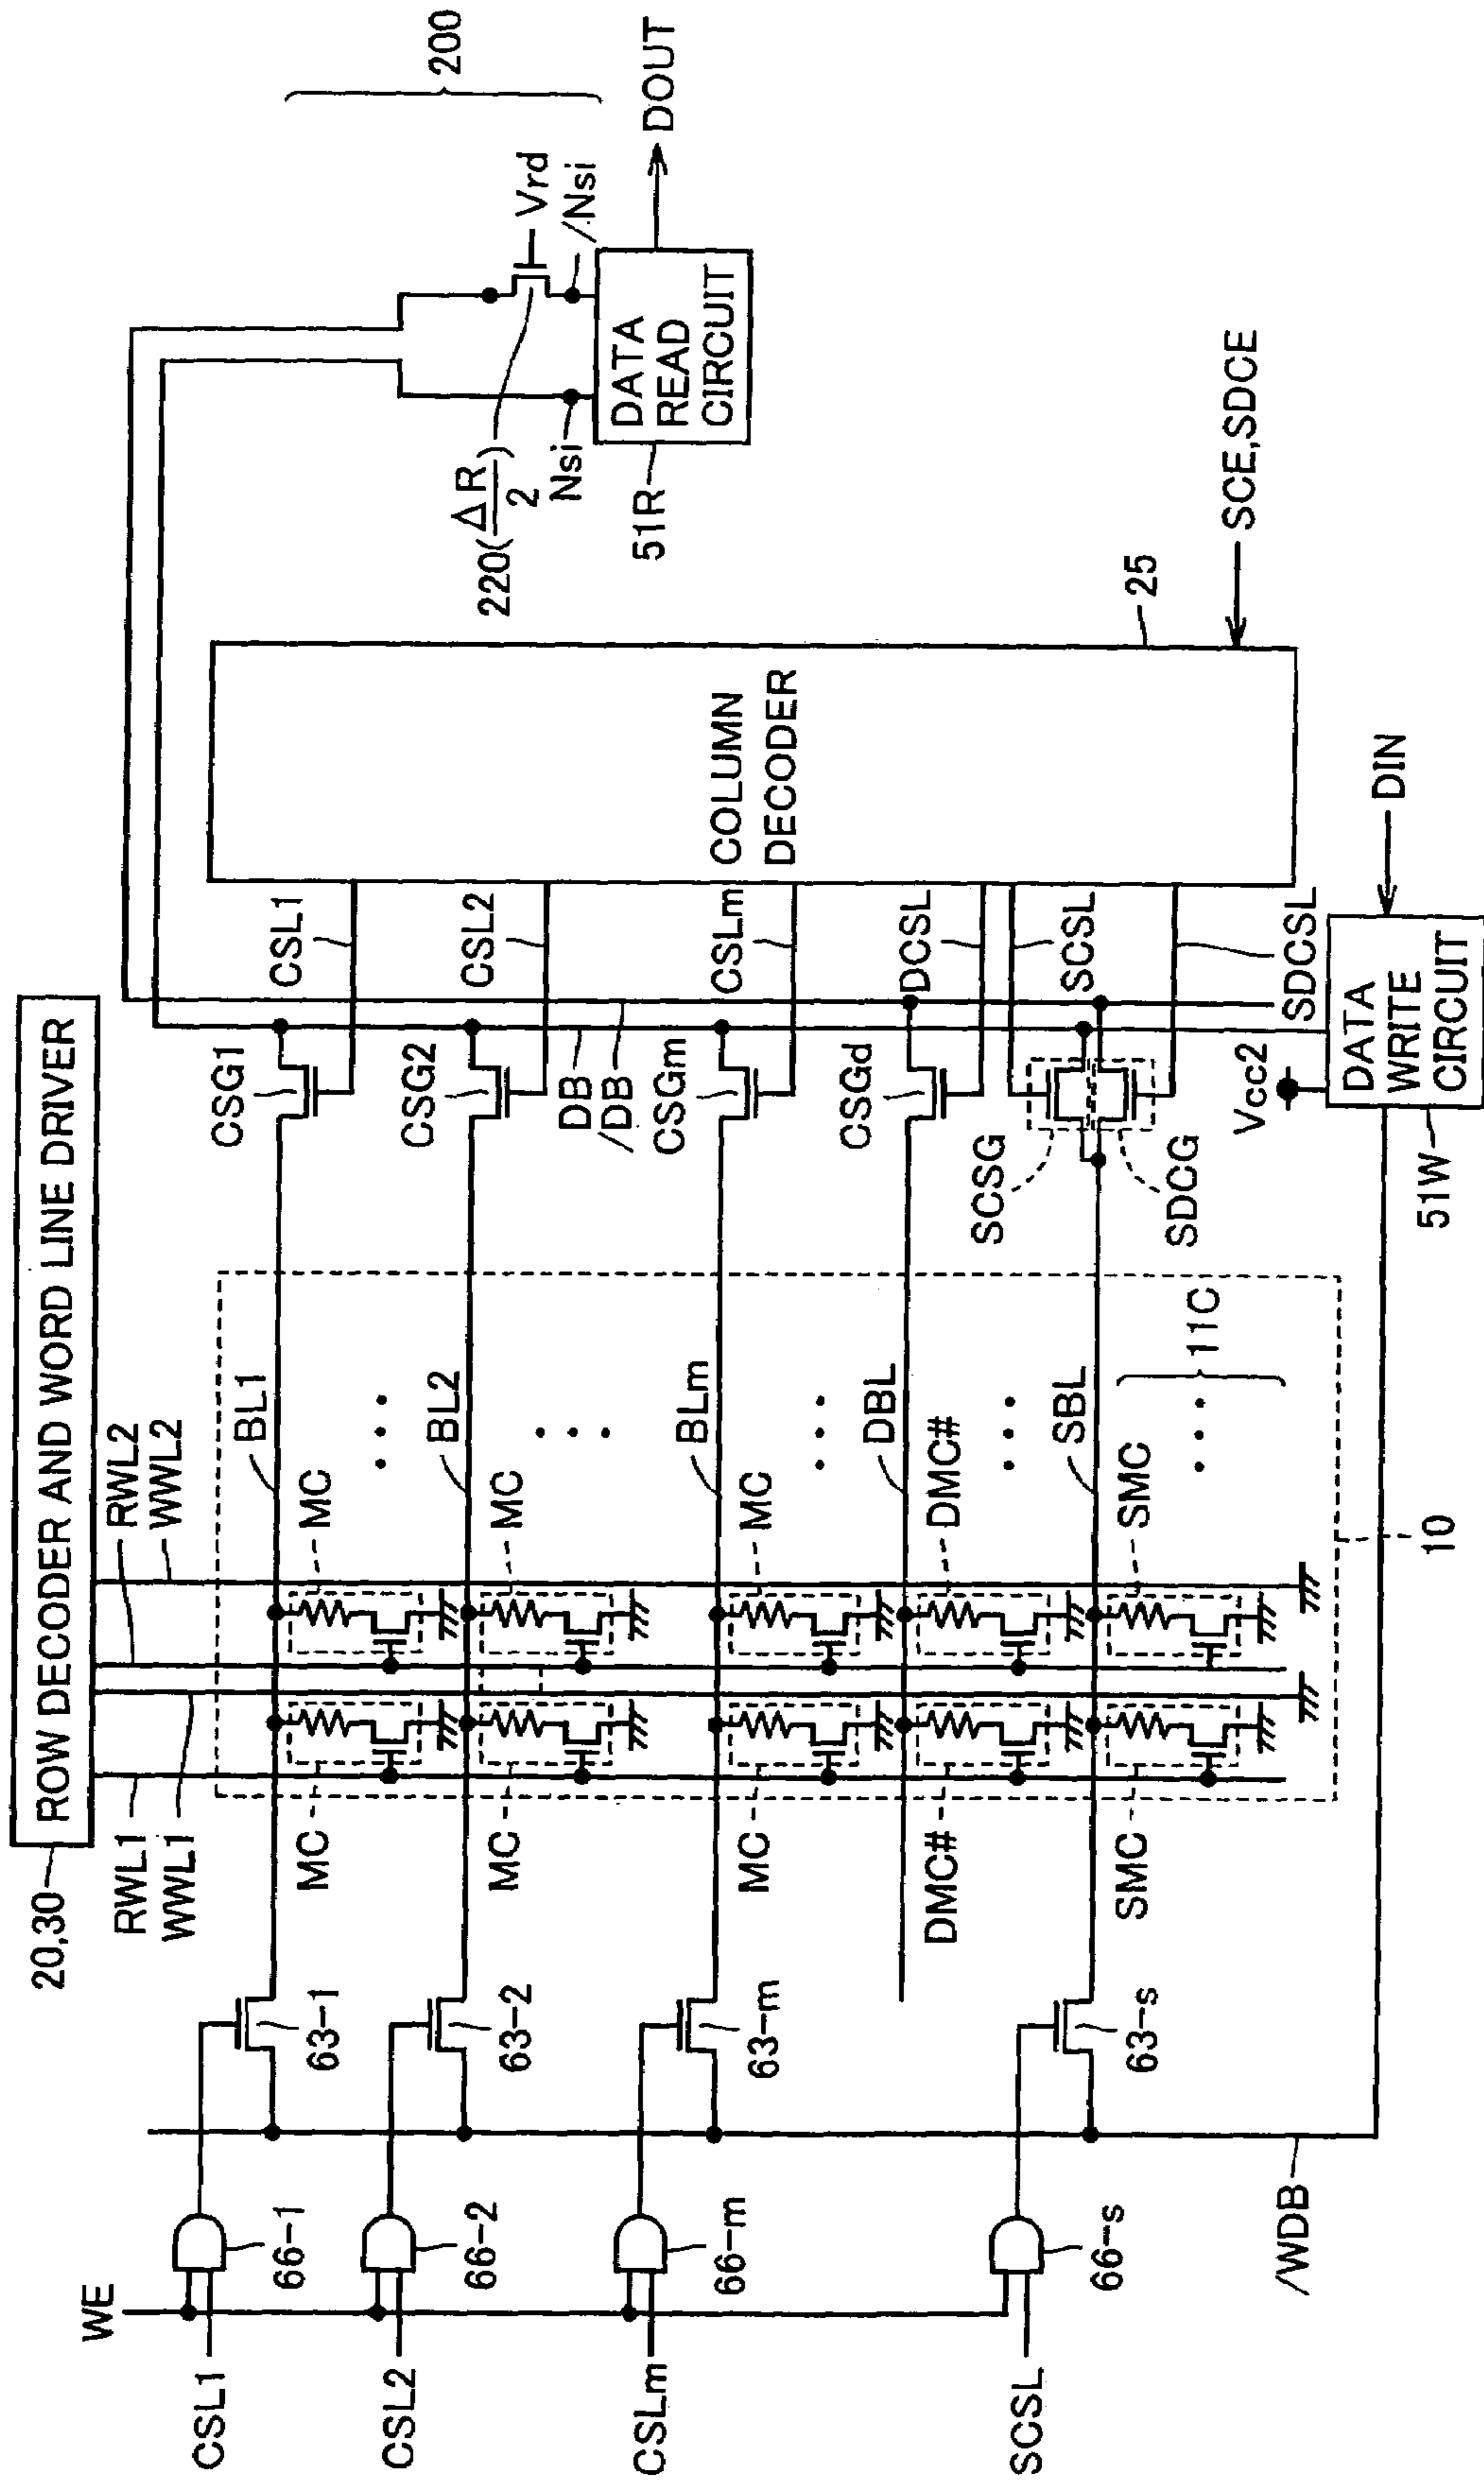 ROW DECODER AND WORD LINE DRIVER
20,30
RWL1
WWL1
RWL2
WWL2
WE
CSL1
66-1
63-1
MC
MC
BL1
CSG1
CSL1
CSL2
66-2
63-2
MC
MC
BL2
CSG2
CSL2
DB
/DB
CSLm
66-m
63-m
MC
MC
BLm
CSGm
CSLm
DMC#
DMC#
DBL
CSGd
DCSL
SCSL
66-s
63-s
SMC
SMC
SBL
11C
SCSG
SDCG
SCSL
SDCSL
/WDB
10
Vcc2
51W
DATA
WRITE
CIRCUIT
DIN
COLUMN
DECODER
25
SCE,SDCE
220(ΔR/2)
Vrd
Nsi
/Nsi
51R
DATA
READ
CIRCUIT
DOUT
200